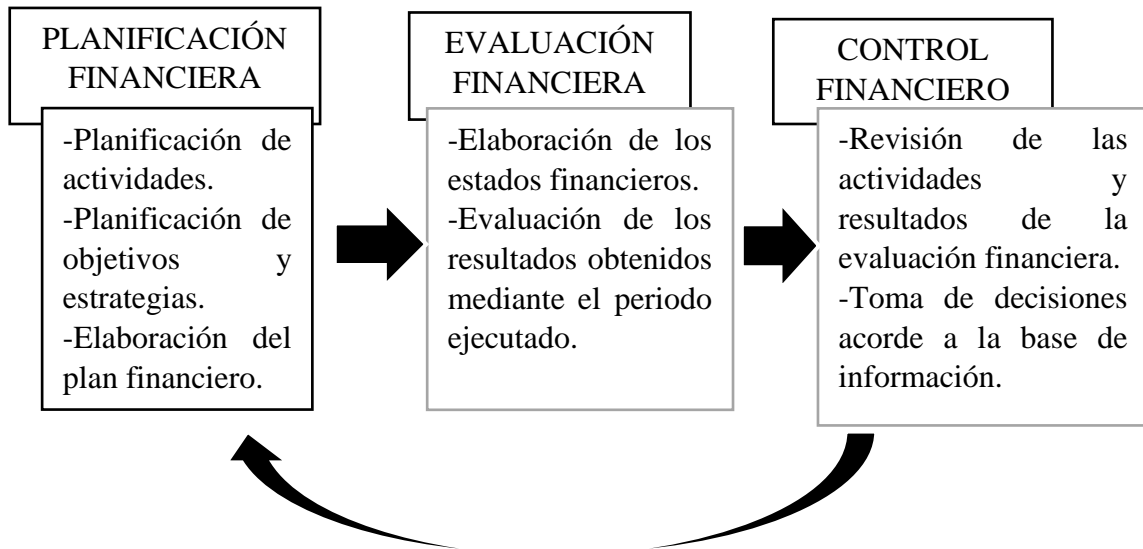 PLANIFICACIÓN
FINANCIERA
-Planificación de
actividades.
-Planificación de
objetivos y
estrategias.
-Elaboración del
plan financiero.
EVALUACIÓN
FINANCIERA
-Elaboración de los
estados financieros.
-Evaluación de los
resultados obtenidos
mediante el periodo
ejecutado.
CONTROL
FINANCIERO
-Revisión de las
actividades y
resultados de la
evaluación financiera.
-Toma de decisiones
acorde a la base de
información.